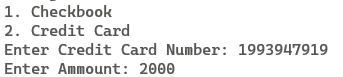 1. Checkbook
2. Credit Card
Enter Credit Card Number: 1993947919
Enter Ammount: 2000